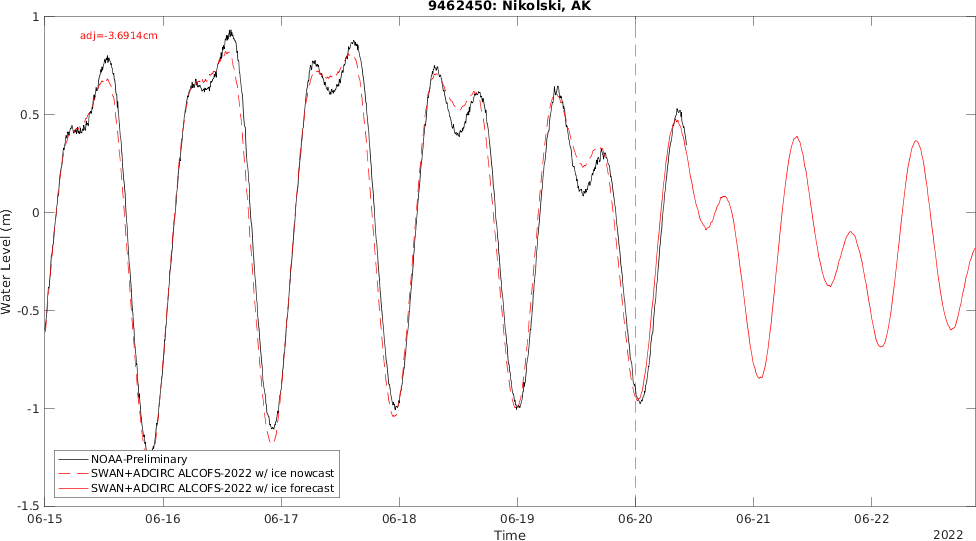 9462450: Nikolski, AK
adj=-3.6914cm
Water Level (m)
1
0.5
0
-0.5
-1
-1.5
NOAA-Preliminary
SWAN+ADCIRC ALCOFS-2022 w/ ice nowcast
SWAN+ADCIRC ALCOFS-2022 w/ ice forecast
06-15 06-16 06-17 06-18 06-19 06-20 06-21 06-22
Time
2022